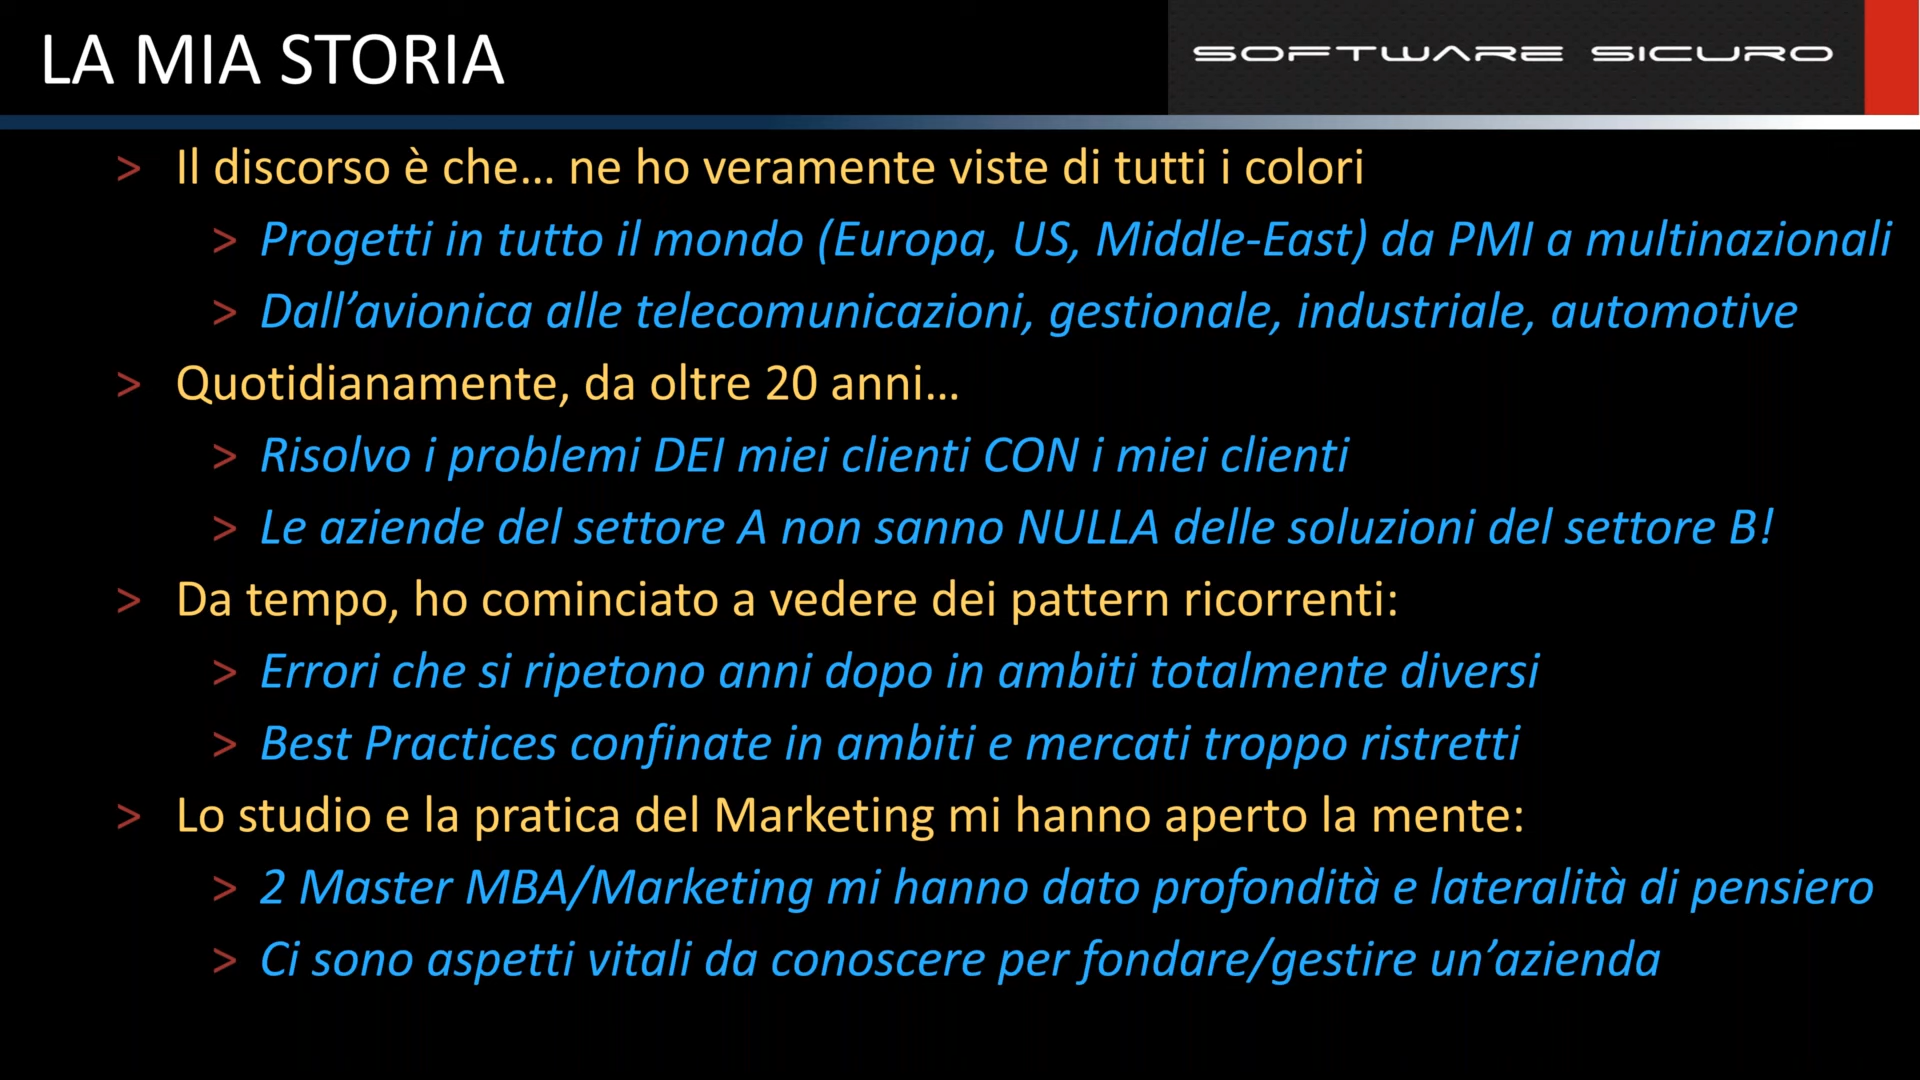 LA MIA STORIA
SOFTWARE SICURO
> Il discorso è che… ne ho veramente viste di tutti i colori
> Progetti in tutto il mondo (Europa, US, Middle-East) da PMI a multinazionali
> Dall’avionica alle telecomunicazioni, gestionale, industriale, automotive
> Quotidianamente, da oltre 20 anni…
> Risolvo i problemi DEI miei clienti CON i miei clienti
> Le aziende del settore A non sanno NULLA delle soluzioni del settore B!
> Da tempo, ho cominciato a vedere dei pattern ricorrenti:
> Errori che si ripetono anni dopo in ambiti totalmente diversi
> Best Practices confinate in ambiti e mercati troppo ristretti
> Lo studio e la pratica del Marketing mi hanno aperto la mente:
> 2 Master MBA/Marketing mi hanno dato profondità e lateralità di pensiero
> Ci sono aspetti vitali da conoscere per fondare/gestire un’azienda